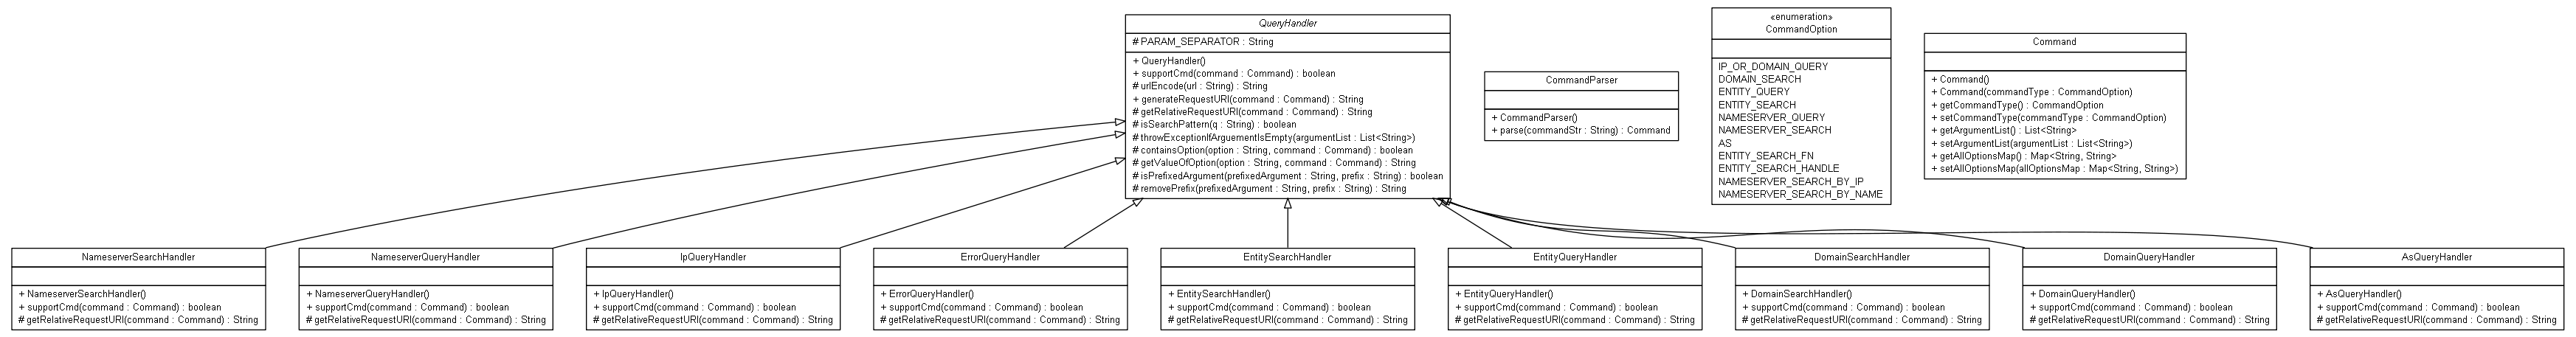 QueryHandler
# PARAM_SEPARATOR : String
+ QueryHandler()
+ supportCmd(command : Command) : boolean
# urlEncode(url : String) : String
+ generateRequestURI(command : Command) : String
# getRelativeRequestURI(command : Command) : String
# isSearchPattern(q : String) : boolean
# throwExceptionIfArguementIsEmpty(argumentList : List<String>)
# containsOption(option : String, command : Command) : boolean
# getValueOfOption(option : String, command : Command) : String
# isPrefixedArgument(prefixedArgument : String, prefix : String) : boolean
# removePrefix(prefixedArgument : String, prefix : String) : String
CommandParser
+ CommandParser()
+ parse(commandStr : String) : Command
«enumeration»
CommandOption
IP_OR_DOMAIN_QUERY
DOMAIN_SEARCH
ENTITY_QUERY
ENTITY_SEARCH
NAMESERVER_QUERY
NAMESERVER_SEARCH
AS
ENTITY_SEARCH_FN
ENTITY_SEARCH_HANDLE
NAMESERVER_SEARCH_BY_IP
NAMESERVER_SEARCH_BY_NAME
Command
+ Command()
+ Command(commandType : CommandOption)
+ getCommandType() : CommandOption
+ setCommandType(commandType : CommandOption)
+ getArgumentList() : List<String>
+ setArgumentList(argumentList : List<String>)
+ getAllOptionsMap() : Map<String, String>
+ setAllOptionsMap(allOptionsMap : Map<String, String>)
NameserverSearchHandler
+ NameserverSearchHandler()
+ supportCmd(command : Command) : boolean
# getRelativeRequestURI(command : Command) : String
NameserverQueryHandler
+ NameserverQueryHandler()
+ supportCmd(command : Command) : boolean
# getRelativeRequestURI(command : Command) : String
IpQueryHandler
+ IpQueryHandler()
+ supportCmd(command : Command) : boolean
# getRelativeRequestURI(command : Command) : String
ErrorQueryHandler
+ ErrorQueryHandler()
+ supportCmd(command : Command) : boolean
# getRelativeRequestURI(command : Command) : String
EntitySearchHandler
+ EntitySearchHandler()
+ supportCmd(command : Command) : boolean
# getRelativeRequestURI(command : Command) : String
EntityQueryHandler
+ EntityQueryHandler()
+ supportCmd(command : Command) : boolean
# getRelativeRequestURI(command : Command) : String
DomainSearchHandler
+ DomainSearchHandler()
+ supportCmd(command : Command) : boolean
# getRelativeRequestURI(command : Command) : String
DomainQueryHandler
+ DomainQueryHandler()
+ supportCmd(command : Command) : boolean
# getRelativeRequestURI(command : Command) : String
AsQueryHandler
+ AsQueryHandler()
+ supportCmd(command : Command) : boolean
# getRelativeRequestURI(command : Command) : String